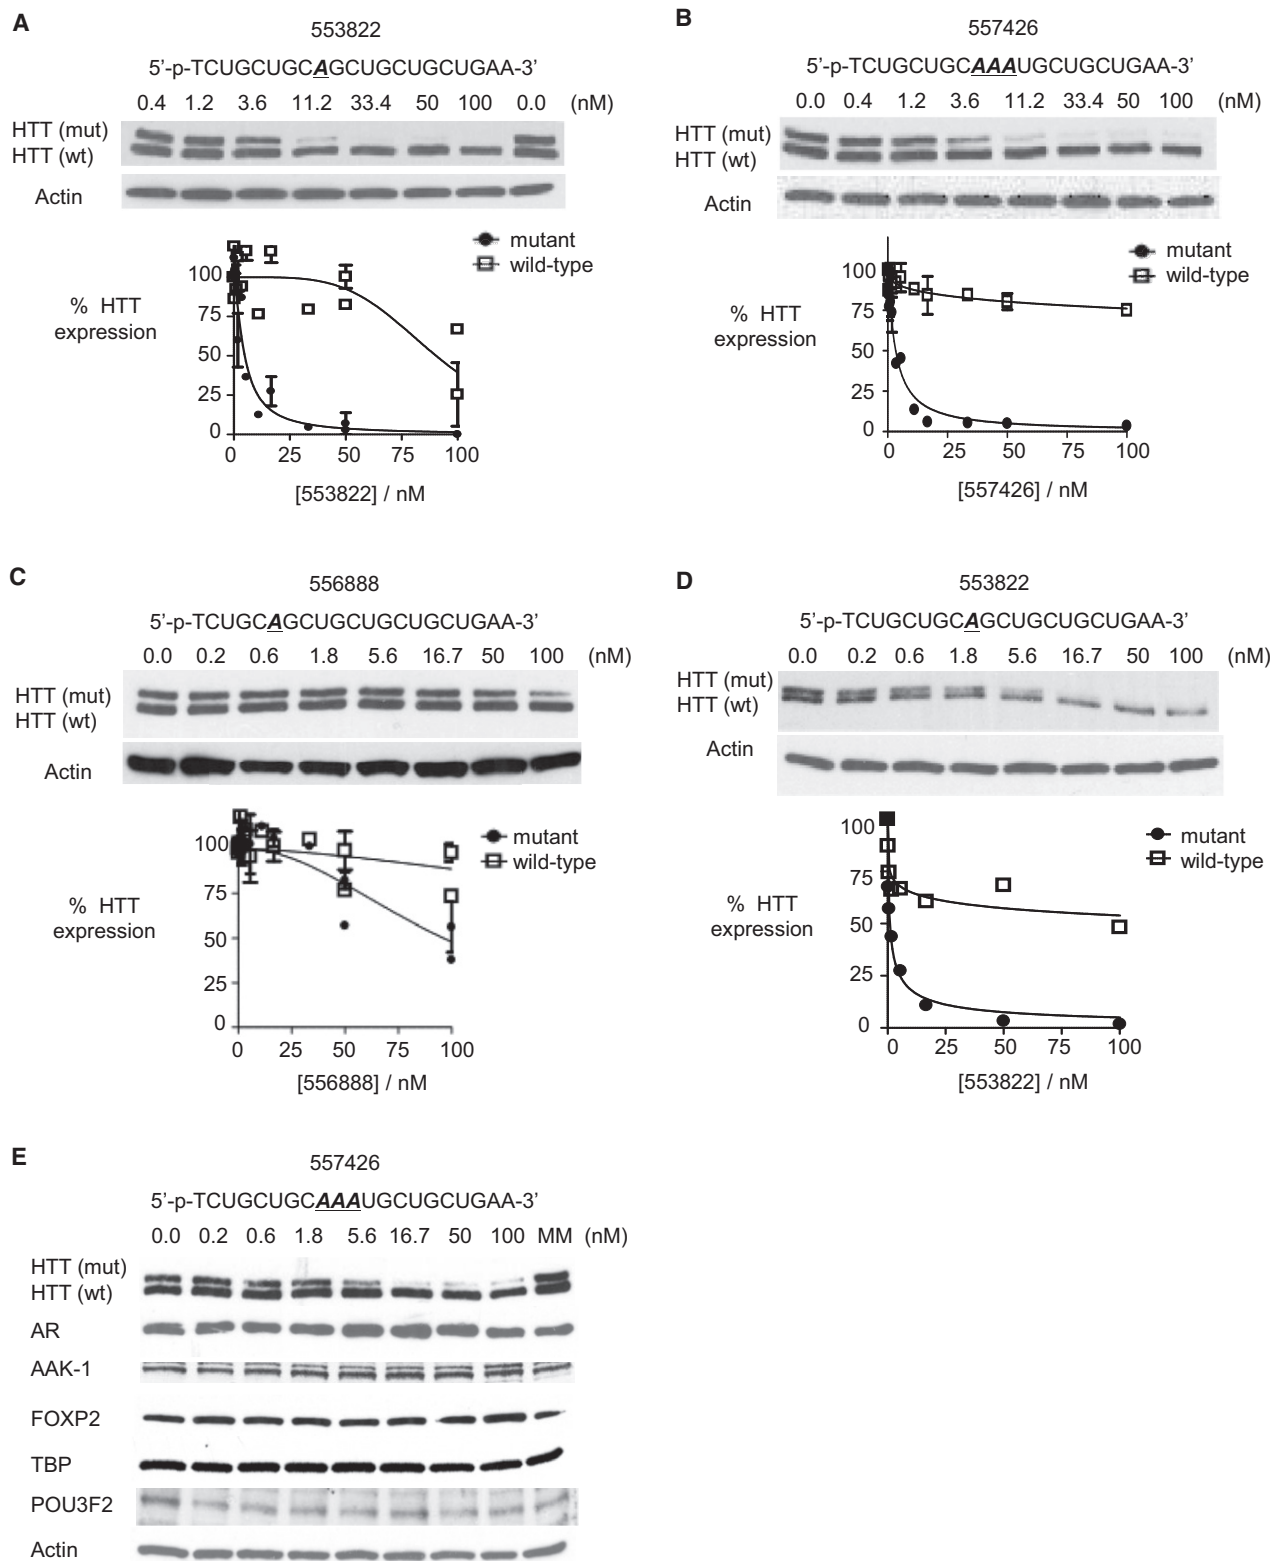 A
553822
5'-p-TCUGCUGCAGCUGCUGCUGAA-3'
0.4 1.2 3.6 11.2 33.4 50 100 0.0 (nM)
HTT (mut)
HTT (wt)
Actin
mutant
wild-type
% HTT
expression
100
75
50
25
0
0 25 50 75 100
[553822] / nM
B
557426
5'-p-TCUGCUGCAAAUGCUGCUGAA-3'
0.0 0.4 1.2 3.6 11.2 33.4 50 100 (nM)
HTT (mut)
HTT (wt)
Actin
mutant
wild-type
% HTT
expression
100
75
50
25
0
0 25 50 75 100
[557426] / nM
C
556888
5'-p-TCUGCAGCUGCUGCUGCUGAA-3'
0.0 0.2 0.6 1.8 5.6 16.7 50 100 (nM)
HTT (mut)
HTT (wt)
Actin
mutant
wild-type
% HTT
expression
100
75
50
25
0
0 25 50 75 100
[556888] / nM
D
553822
5'-p-TCUGCUGCAGCUGCUGCUGAA-3'
0.0 0.2 0.6 1.8 5.6 16.7 50 100 (nM)
HTT (mut)
HTT (wt)
Actin
mutant
wild-type
% HTT
expression
100
75
50
25
0
0 25 50 75 100
[553822] / nM
E
557426
5'-p-TCUGCUGCAAAUGCUGCUGAA-3'
0.0 0.2 0.6 1.8 5.6 16.7 50 100 MM (nM)
HTT (mut)
HTT (wt)
AR
AAK-1
FOXP2
TBP
POU3F2
Actin